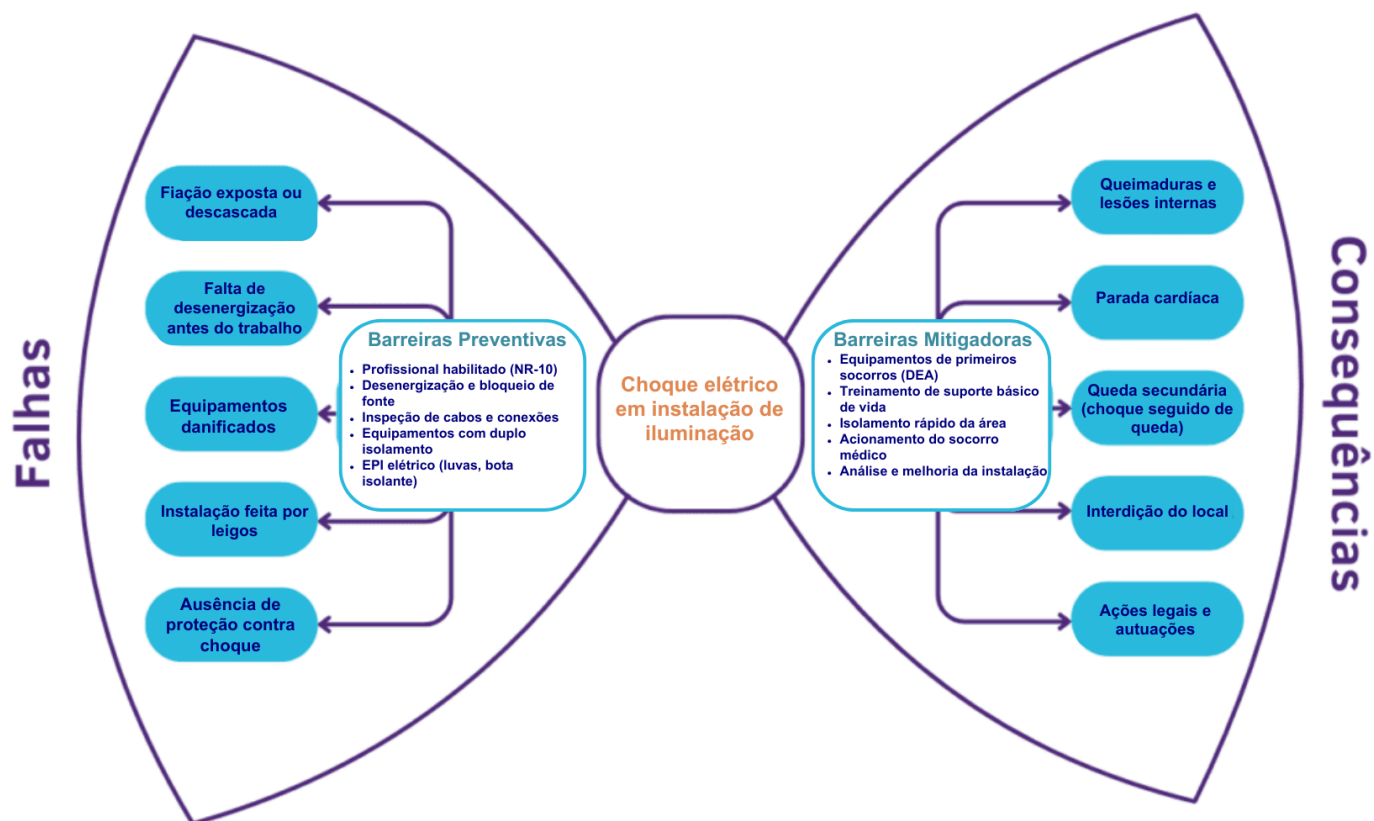 Falhas
Fiação exposta ou
descascada
Falta de
desenergização
antes do trabalho
Equipamentos
danificados
Instalação feita por
leigos
Ausência de
proteção contra
choque
Barreiras Preventivas
• Profissional habilitado (NR-10)
• Desenergização e bloqueio de
fonte
• Inspeção de cabos e conexões
• Equipamentos com duplo
isolamento
• EPI elétrico (luvas, bota
isolante)
Choque elétrico
em instalação de
iluminação
Barreiras Mitigadoras
• Equipamentos de primeiros
socorros (DEA)
• Treinamento de suporte básico
de vida
• Isolamento rápido da área
• Acionamento do socorro
médico
• Análise e melhoria da instalação
Queimaduras e
lesões internas
Parada cardíaca
Queda secundária
(choque seguido de
queda)
Interdição do local
Ações legais e
autuações
Consequências